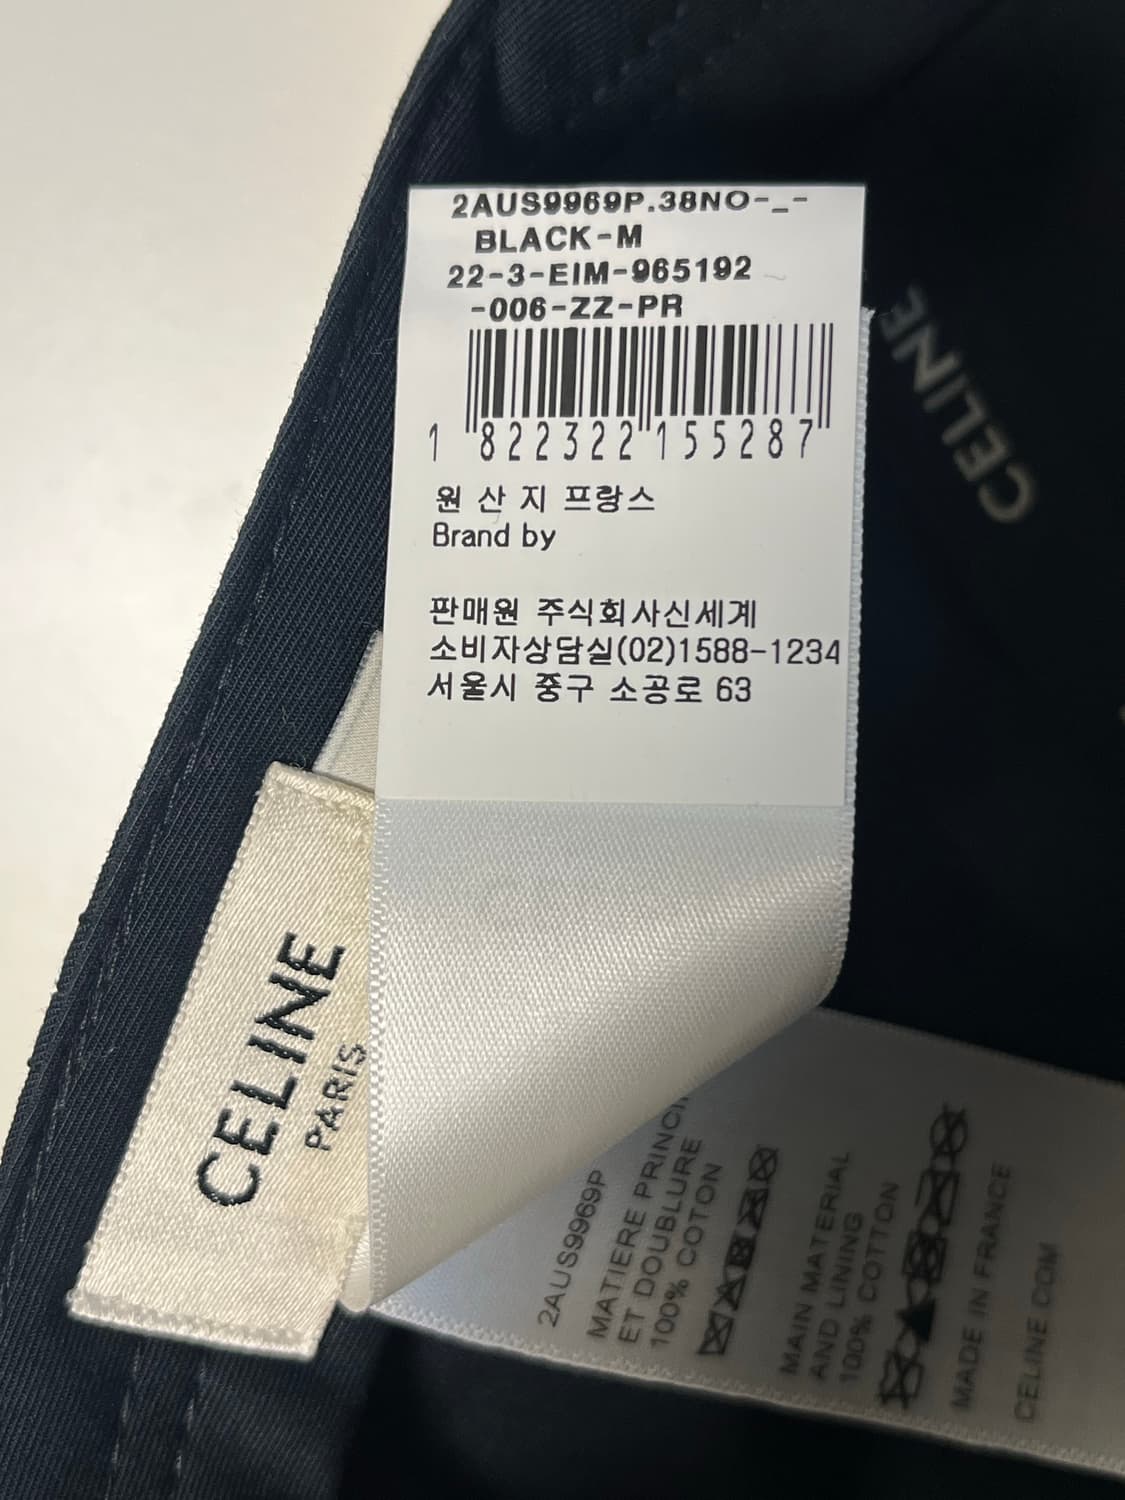 2AUS9969P.38NO-_-
BLACK-M
22-3-EIM-965192
-006-ZZ-PR
1 822322 155287
원 산 지 프랑스
Brand by
판매원 주식회사신세계
소비자상담실(02)1588-1234
서울시 중구 소공로 63
CELINE
CELINE
PARIS
2AUS9969P
MATIERE PRINCI
ET DOUBLURE
100% COTON
MAIN MATERIAL
AND LINING
100% COTTON
MADE IN FRANCE
CELINE.COM